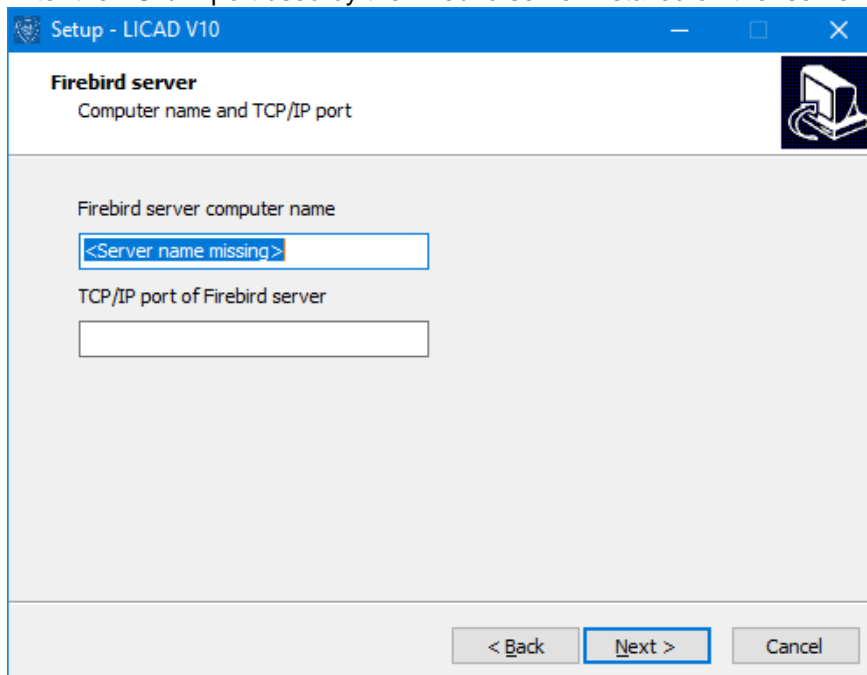 Setup - LICAD V10
Firebird server
Computer name and TCP/IP port
Firebird server computer name
<Server name missing>
TCP/IP port of Firebird server
< Back
Next >
Cancel